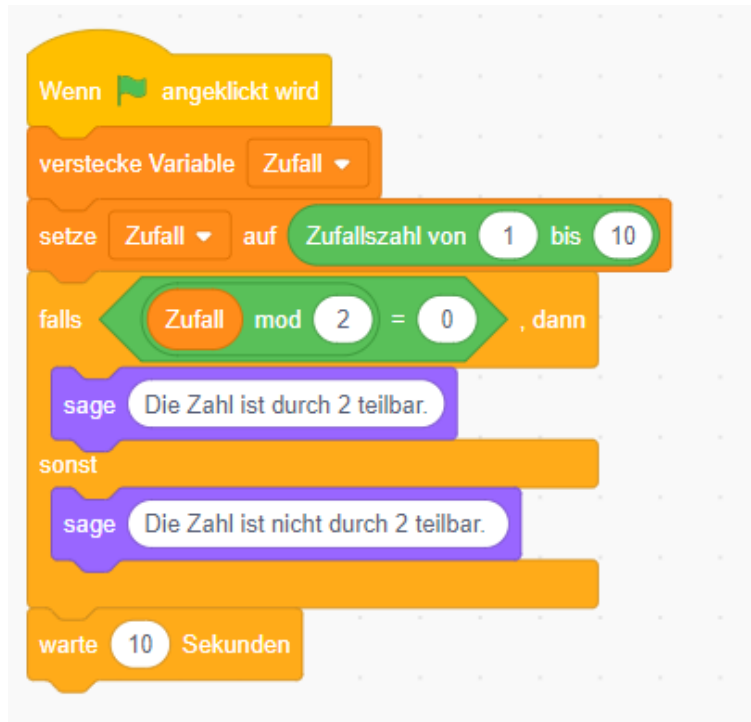 Wenn angeklickt wird
verstecke Variable Zufall
setze Zufall auf Zufallszahl von 1 bis 10
falls Zufall mod 2 = 0 , dann
sage Die Zahl ist durch 2 teilbar.
sonst
sage Die Zahl ist nicht durch 2 teilbar.
warte 10 Sekunden